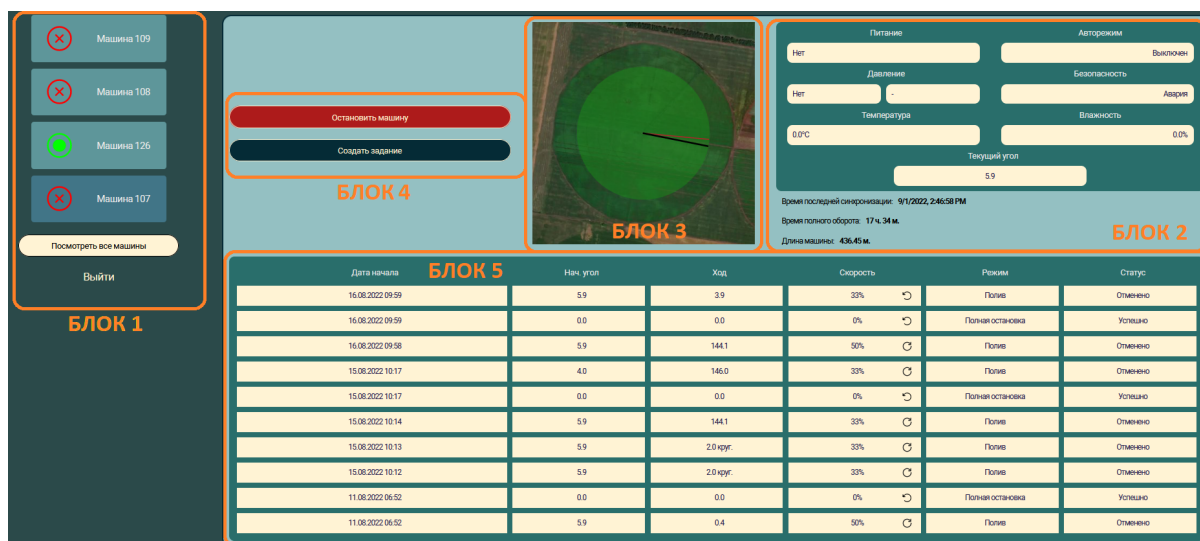 Машина 109
Машина 108
Машина 126
Машина 107
Посмотреть все машины
Выйти
БЛОК 1
Остановить машину
Создать задание
БЛОК 4
БЛОК 3
Питание Авторежим
Нет Выключен
Давление Безопасность
Нет - Авария
Температура Влажность
0.0°C 0.0%
Текущий угол
5.9
Время последней синхронизации: 9/1/2022, 2:46:58 PM
Время полного оборота: 17 ч. 34 м.
Длина машины: 436.45 м.
БЛОК 2
БЛОК 5
Дата начала Нач. угол Ход Скорость Режим Статус
16.08.2022 09:59 5.9 3.9 33% Полив Отменено
16.08.2022 09:59 0.0 0.0 0% Полная остановка Успешно
16.08.2022 09:58 5.9 144.1 50% Полив Отменено
15.08.2022 10:17 4.0 146.0 33% Полив Отменено
15.08.2022 10:17 0.0 0.0 0% Полная остановка Успешно
15.08.2022 10:14 5.9 144.1 33% Полив Отменено
15.08.2022 10:13 5.9 2.0 круг. 33% Полив Отменено
15.08.2022 10:12 5.9 2.0 круг. 33% Полив Отменено
11.08.2022 06:52 0.0 0.0 0% Полная остановка Успешно
11.08.2022 06:52 5.9 0.4 50% Полив Отменено